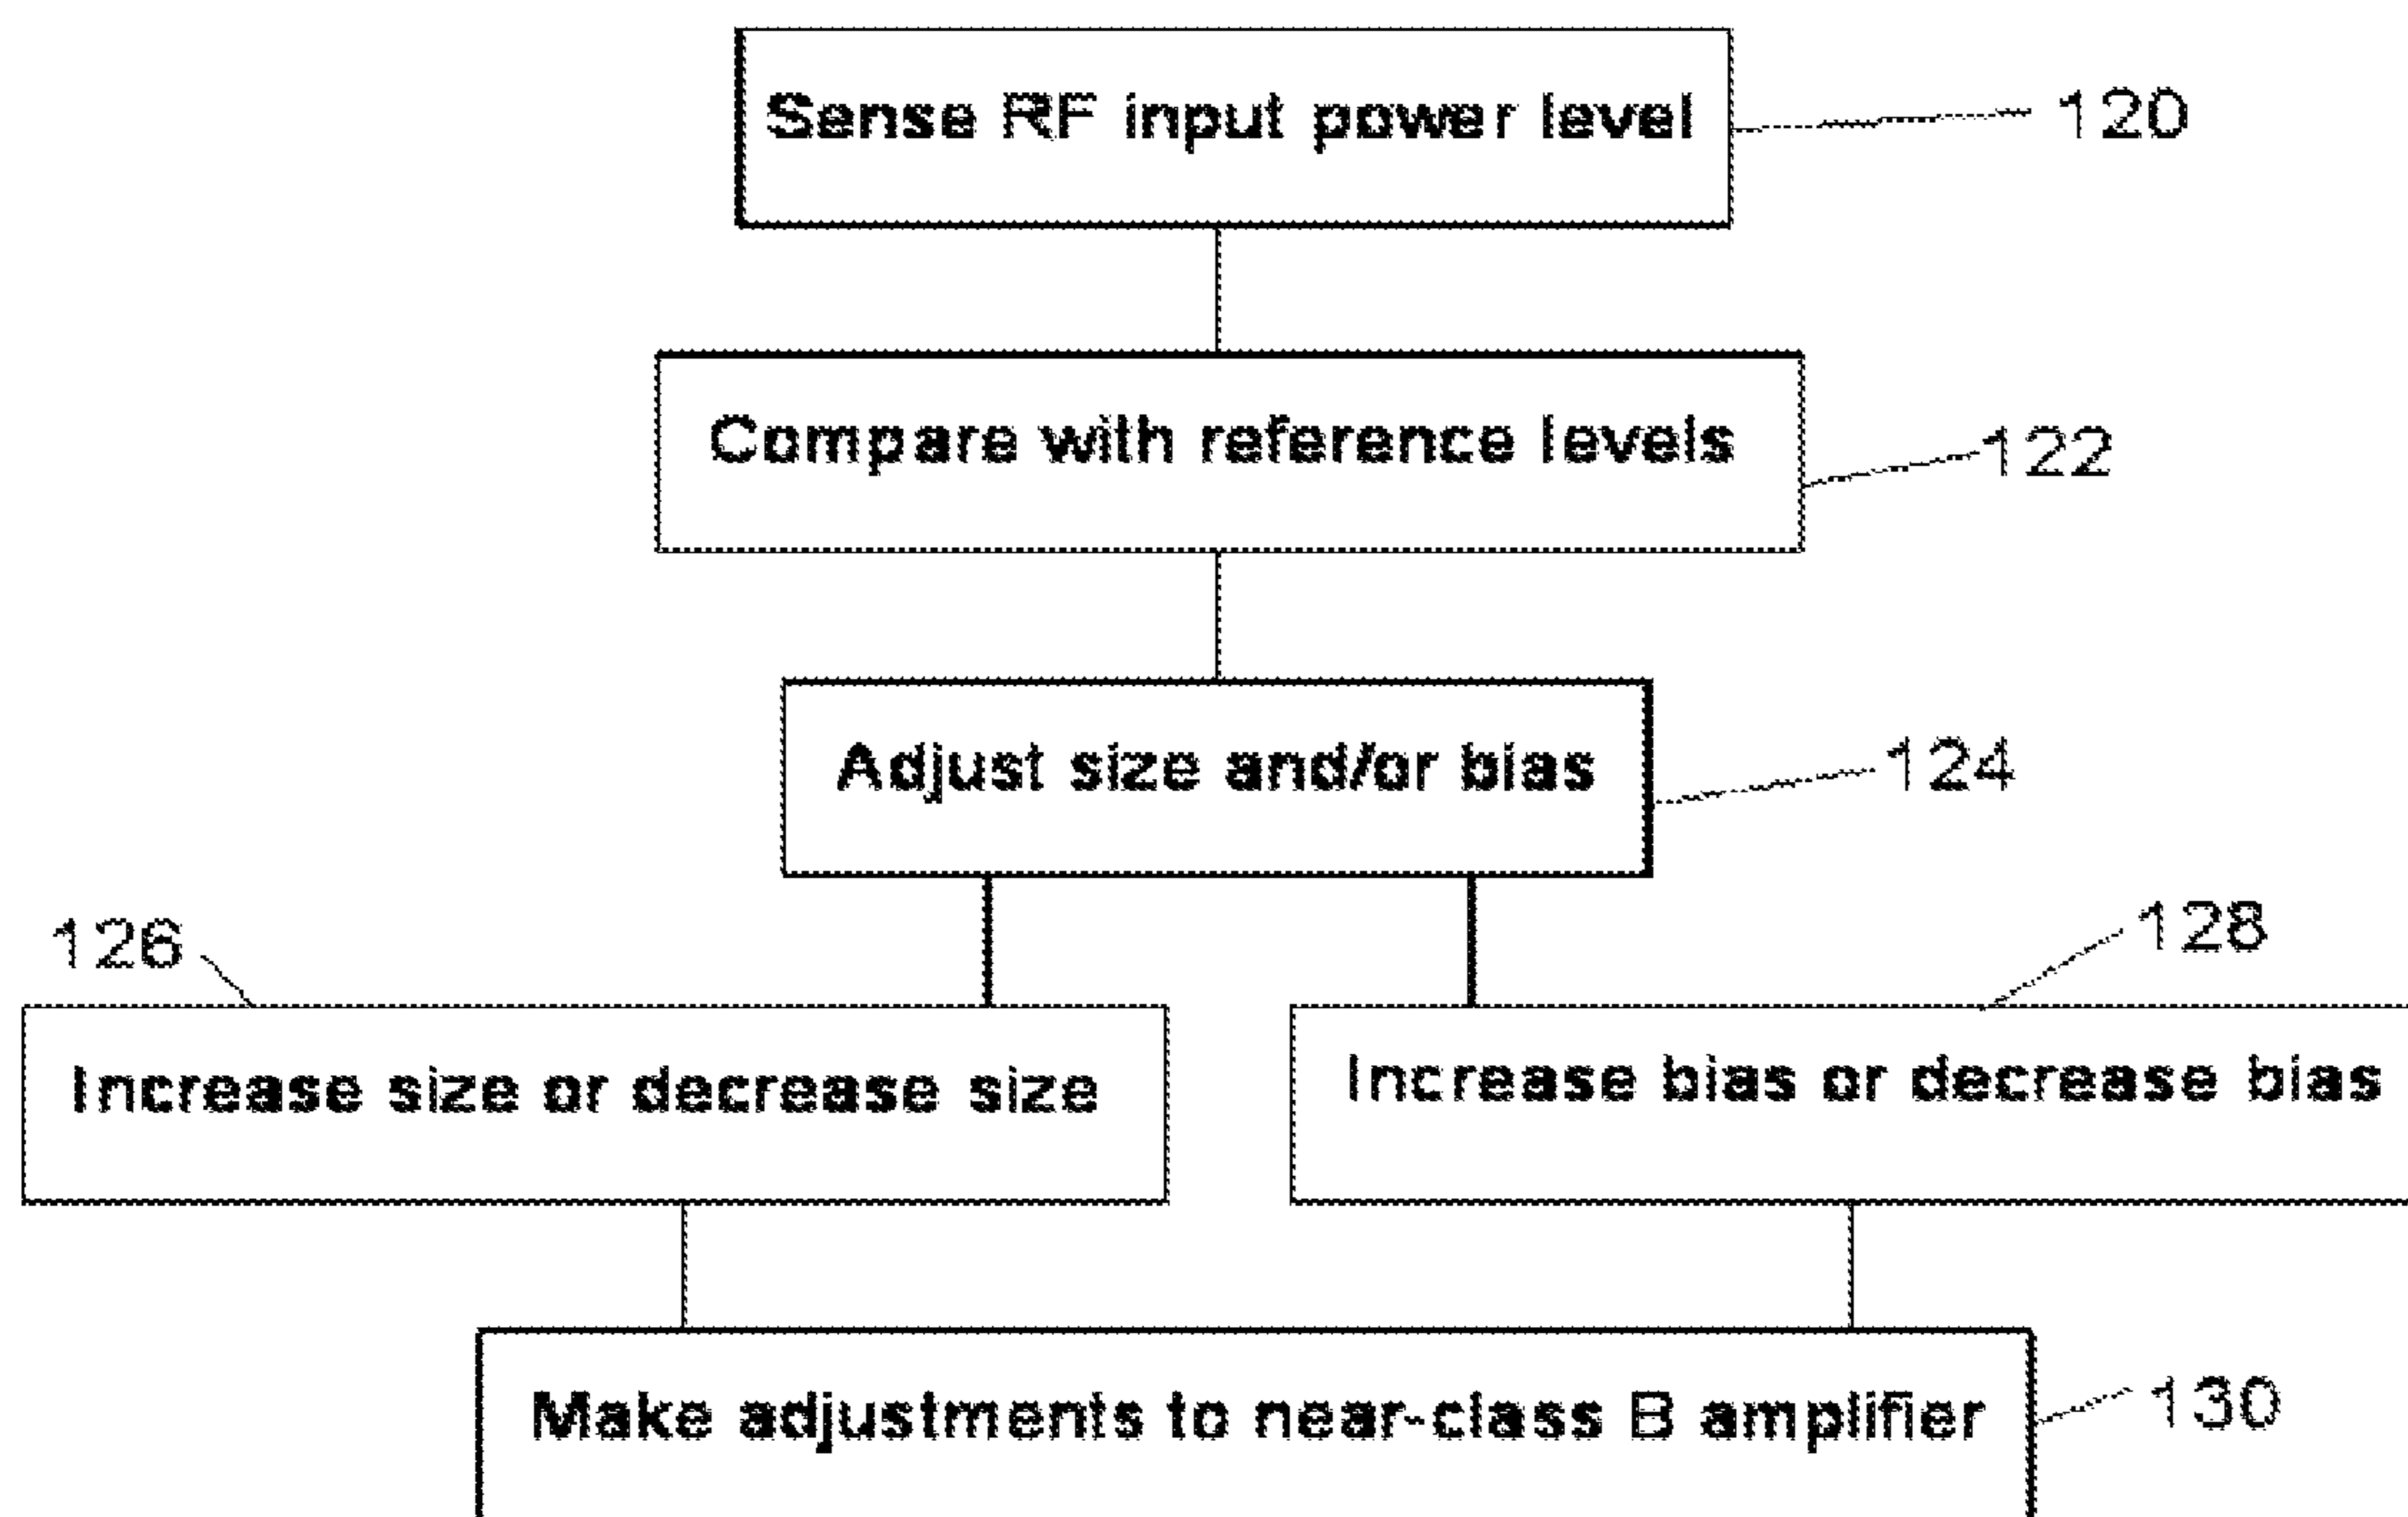 Sense RF input power level
120
Compare with reference levels
122
Adjust size and/or bias
124
126
128
Increase size or decrease size
Increase bias or decrease bias
Make adjustments to near-class B amplifier
130